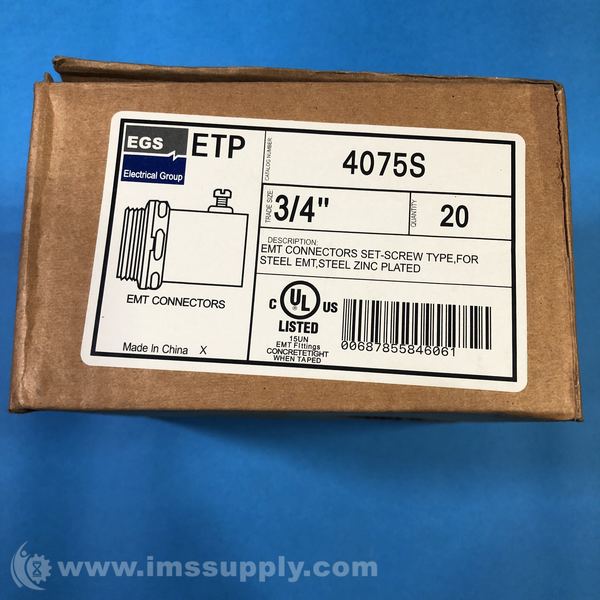 EGS
Electrical Group
ETP
CATALOG NUMBER
4075S
TRADE SIZE
3/4"
QUANTITY
20
DESCRIPTION:
EMT CONNECTORS SET-SCREW TYPE,FOR
STEEL EMT,STEEL ZINC PLATED
EMT CONNECTORS
Made In China X
C UL US
LISTED
15UN
EMT Fittings
CONCRETETIGHT
WHEN TAPED
00687855846061
www.imssupply.com